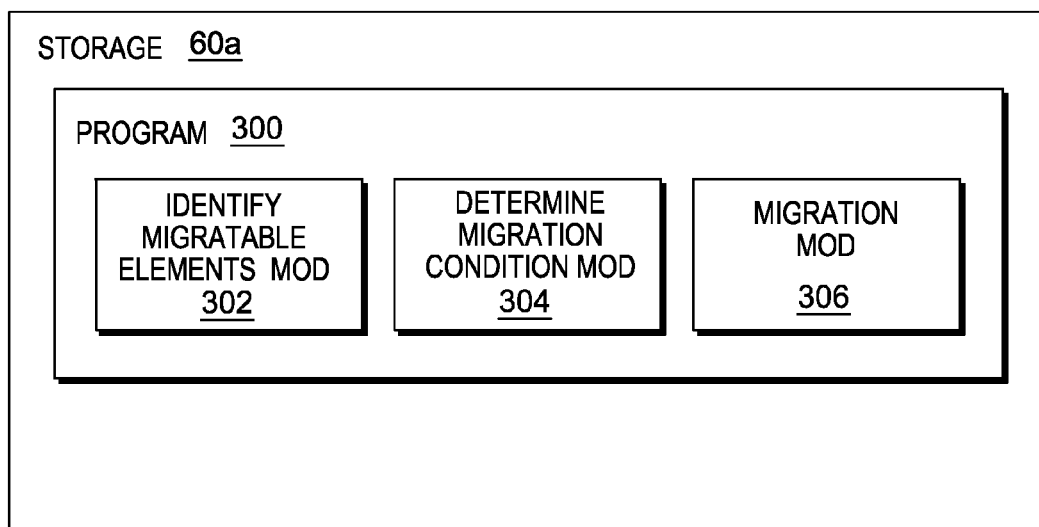 STORAGE 60a
PROGRAM 300
IDENTIFY
MIGRATABLE
ELEMENTS MOD
302
DETERMINE
MIGRATION
CONDITION MOD
304
MIGRATION
MOD
306